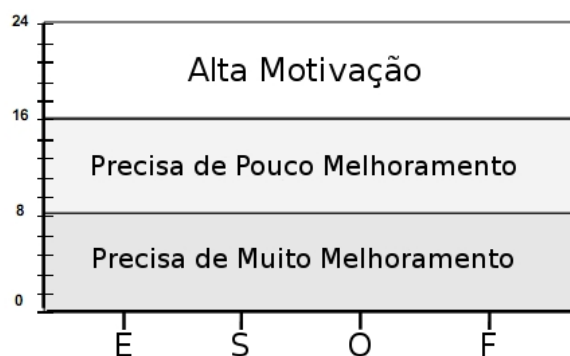 24
Alta Motivação
16
Precisa de Pouco Melhoramento
8
Precisa de Muito Melhoramento
0
E S O F